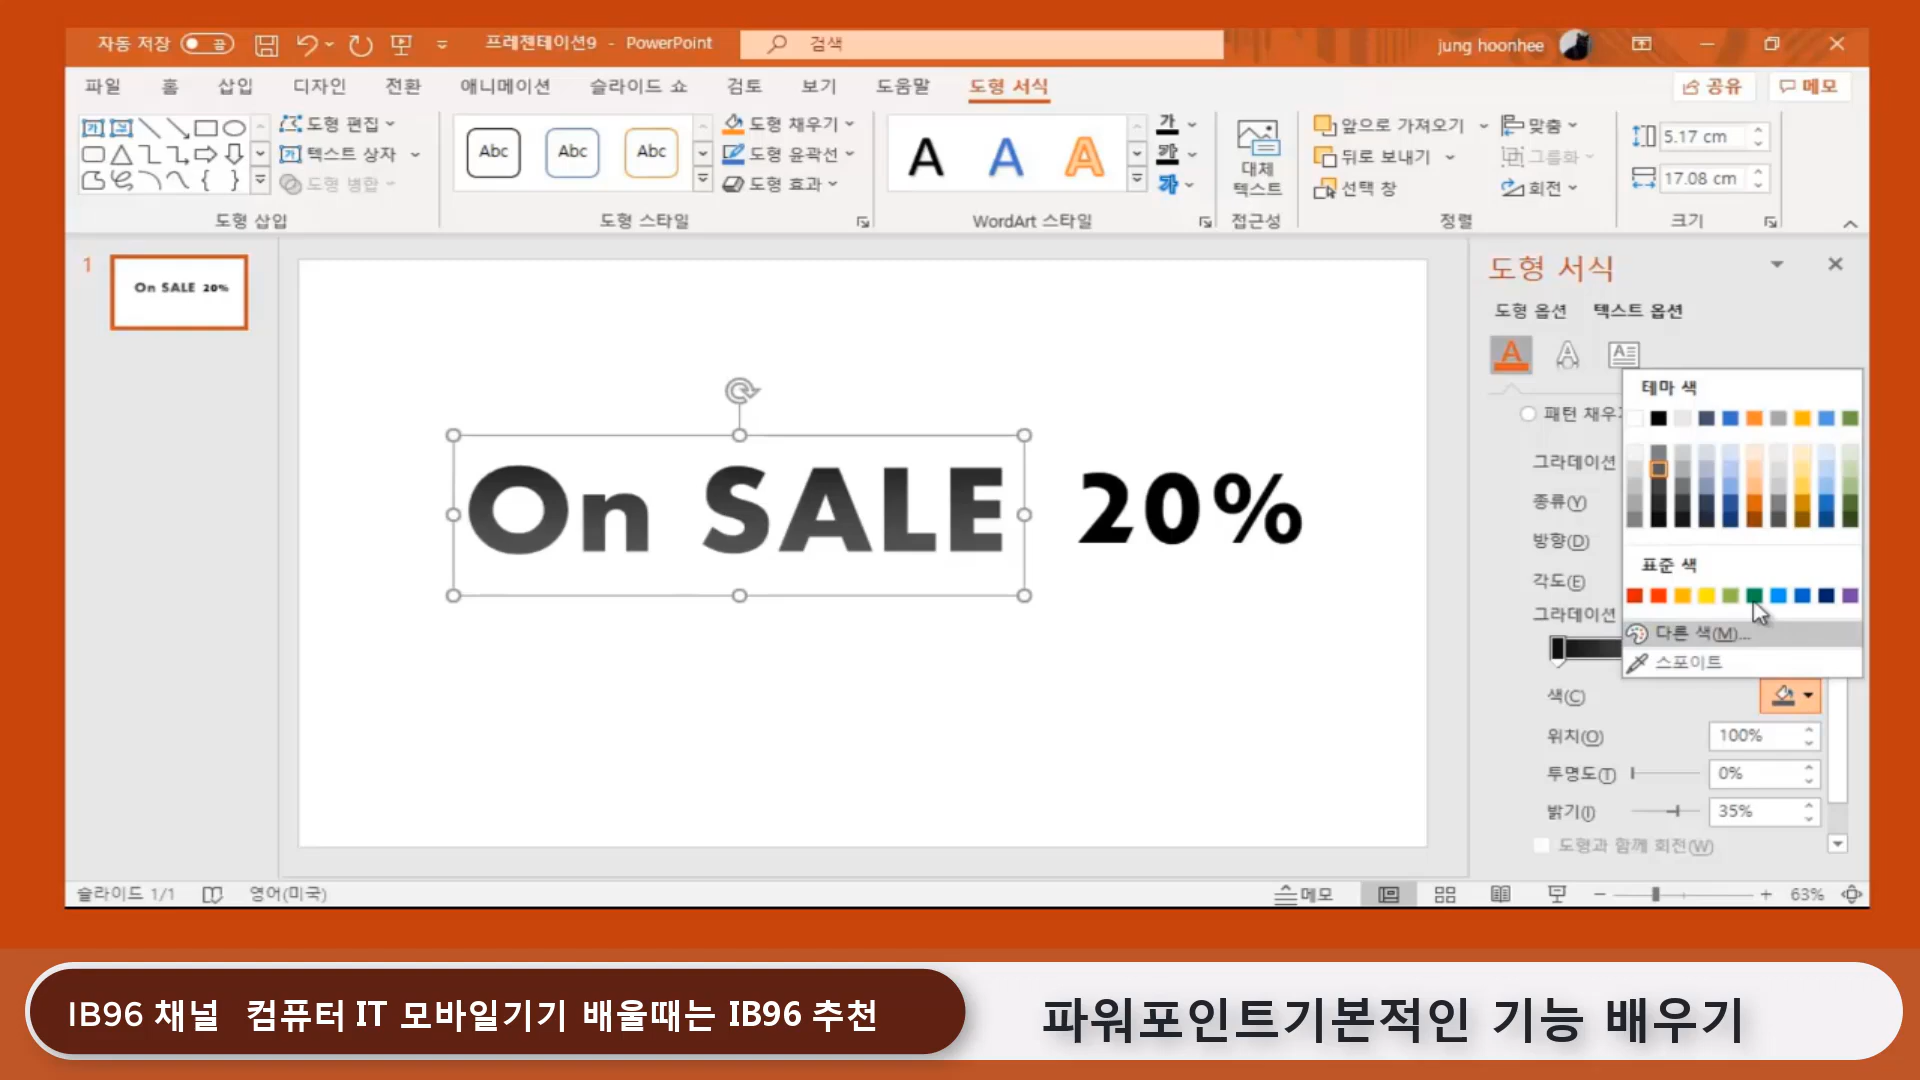 자동 저장 끔 프레젠테이션9 - PowerPoint 검색 jung hoonhee
파일 홈 삽입 디자인 전환 애니메이션 슬라이드 쇼 검토 보기 도움말 도형 서식 공유 메모
도형 편집
텍스트 상자
도형 병합
도형 삽입
Abc Abc Abc
도형 채우기
도형 윤곽선
도형 효과
도형 스타일
A A A
가
가
가
WordArt 스타일
대체
텍스트
접근성
앞으로 가져오기
뒤로 보내기
선택 창
맞춤
그룹화
회전
정렬
5.17 cm
17.08 cm
크기
1
On SALE 20%
On SALE 20%
도형 서식
도형 옵션 텍스트 옵션
패턴 채우
그라데이션
종류(Y)
방향(D)
각도(E)
그라데이션
테마 색
표준 색
다른 색(M)...
스포이트
색(C)
위치(O) 100%
투명도(T) 0%
밝기(I) 35%
도형과 함께 회전(W)
슬라이드 1/1 영어(미국) 메모 63%
IB96 채널 컴퓨터 IT 모바일기기 배울때는 IB96 추천
파워포인트기본적인 기능 배우기